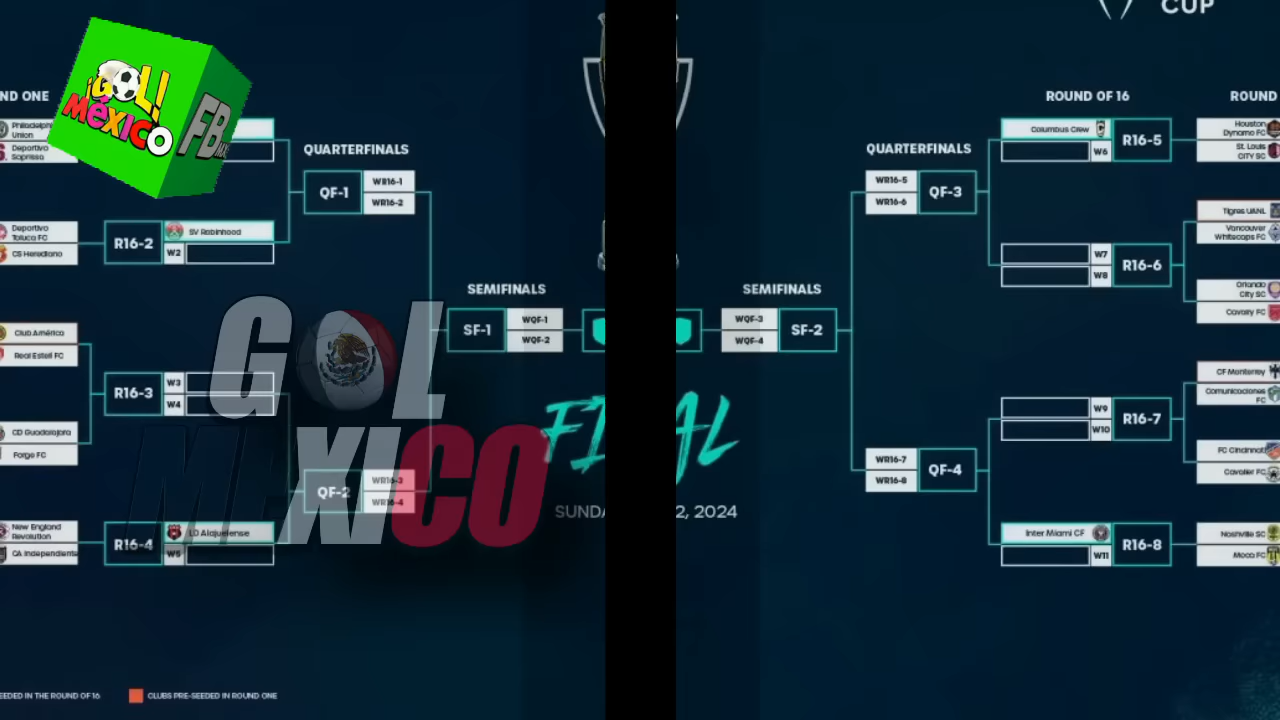 CUP
ND ONE
ROUND OF 16
ROUND
¡GOL!
México
FB
Philadelph
Union
Deportivo
Saprissa
QUARTERFINALS
QF-1
WR16-1
WR16-2
Deportivo
Toluca FC
CS Herediano
R16-2
SV Robinhood
W2
Club América
Real Estelí FC
R16-3
W3
W4
CD Guadalajara
Forge FC
QF-2
WR16-3
WR16-4
New England
Revolution
CA Independiente
R16-4
LD Alajuelense
W5
SEMIFINALS
SF-1
WQF-1
WQF-2
GOL
MEXICO
FINAL
SUNDA
2, 2024
SEMIFINALS
WQF-3
WQF-4
SF-2
QUARTERFINALS
WR16-5
WR16-6
QF-3
WR16-7
WR16-8
QF-4
Columbus Crew
W6
R16-5
Houston
Dynamo FC
St. Louis
CITY SC
W7
W8
R16-6
Tigres UANL
Vancouver
Whitecaps FC
Orlando
City SC
Cavalry FC
W9
W10
R16-7
CF Monterrey
Comunicaciones
FC
FC Cincinnati
Cavalier FC
Inter Miami CF
W11
R16-8
Nashville SC
Moca FC
EEDED IN THE ROUND OF 16
CLUBS PRE-SEEDED IN ROUND ONE